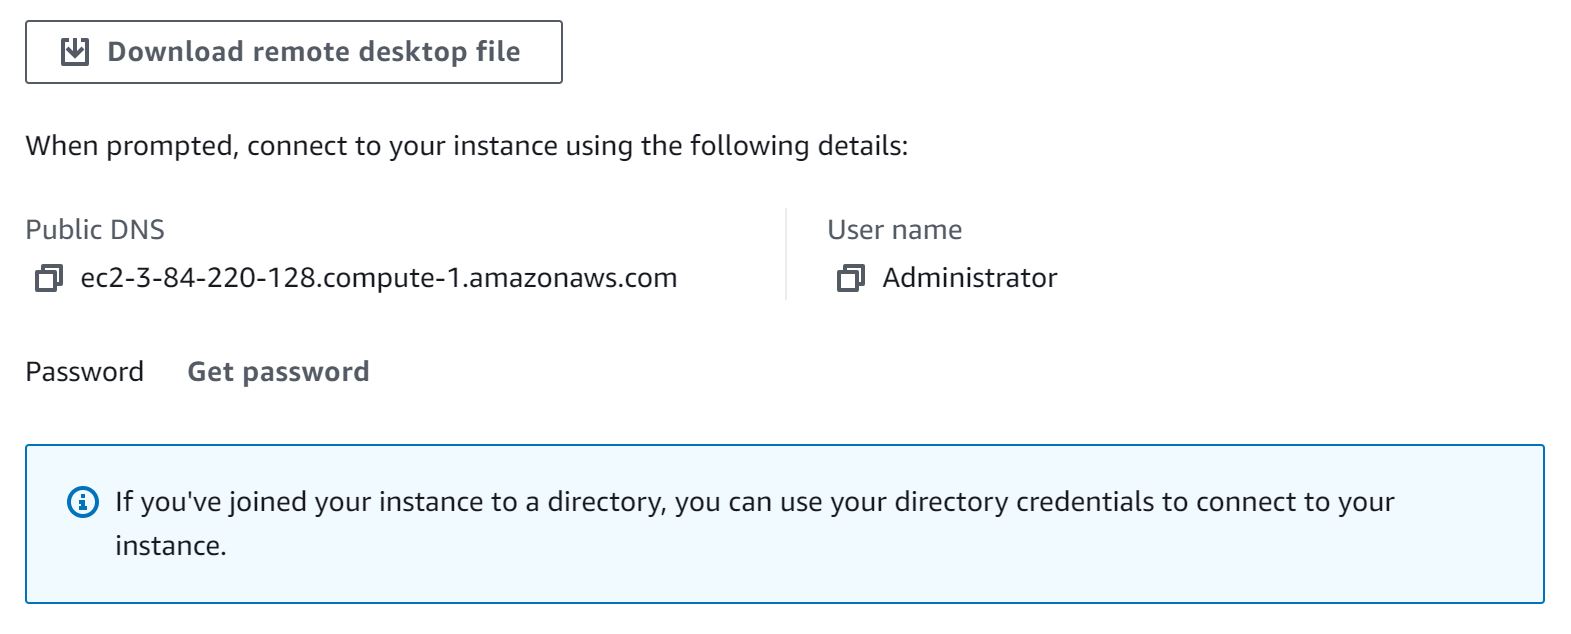 Download remote desktop file
When prompted, connect to your instance using the following details:
Public DNS
ec2-3-84-220-128.compute-1.amazonaws.com
User name
Administrator
Password Get password
If you've joined your instance to a directory, you can use your directory credentials to connect to your
instance.